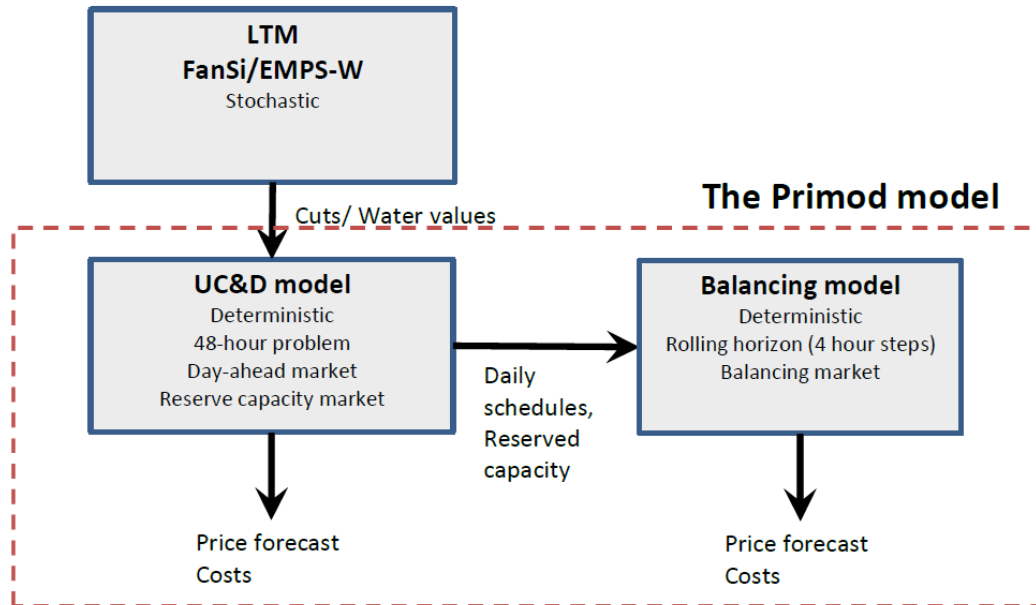 LTM
FanSi/EMPS-W
Stochastic
Cuts/ Water values
The Primod model
UC&D model
Deterministic
48-hour problem
Day-ahead market
Reserve capacity market
Daily
schedules,
Reserved
capacity
Balancing model
Deterministic
Rolling horizon (4 hour steps)
Balancing market
Price forecast
Costs
Price forecast
Costs